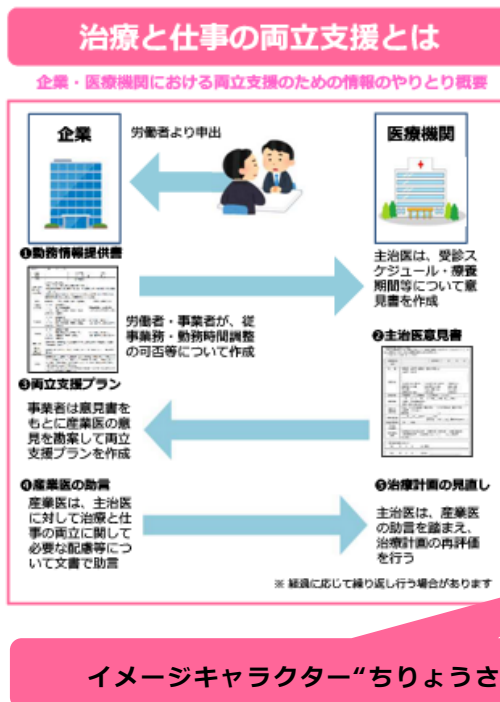 治療と仕事の両立支援とは
企業・医療機関における両立支援のための情報のやりとり概要
企業
労働者より申出
医療機関
❶勤務情報提供書
労働者・事業者が、従
事業務・勤務時間調整
の可否等について作成
主治医は、受診ス
ケジュール・療養
期間等について意
見書を作成
❷主治医意見書
❸両立支援プラン
事業者は意見書を
もとに産業医の意
見を勘案して両立
支援プランを作成
❹産業医の助言
産業医は、主治医
に対して治療と仕
事の両立に関して
必要な配慮等につ
いて文書で助言
❺治療計画の見直し
主治医は、産業医
の助言を踏まえ、
治療計画の再評価
を行う
※ 経過に応じて繰り返し行う場合があります
イメージキャラクター“ちりょうさ